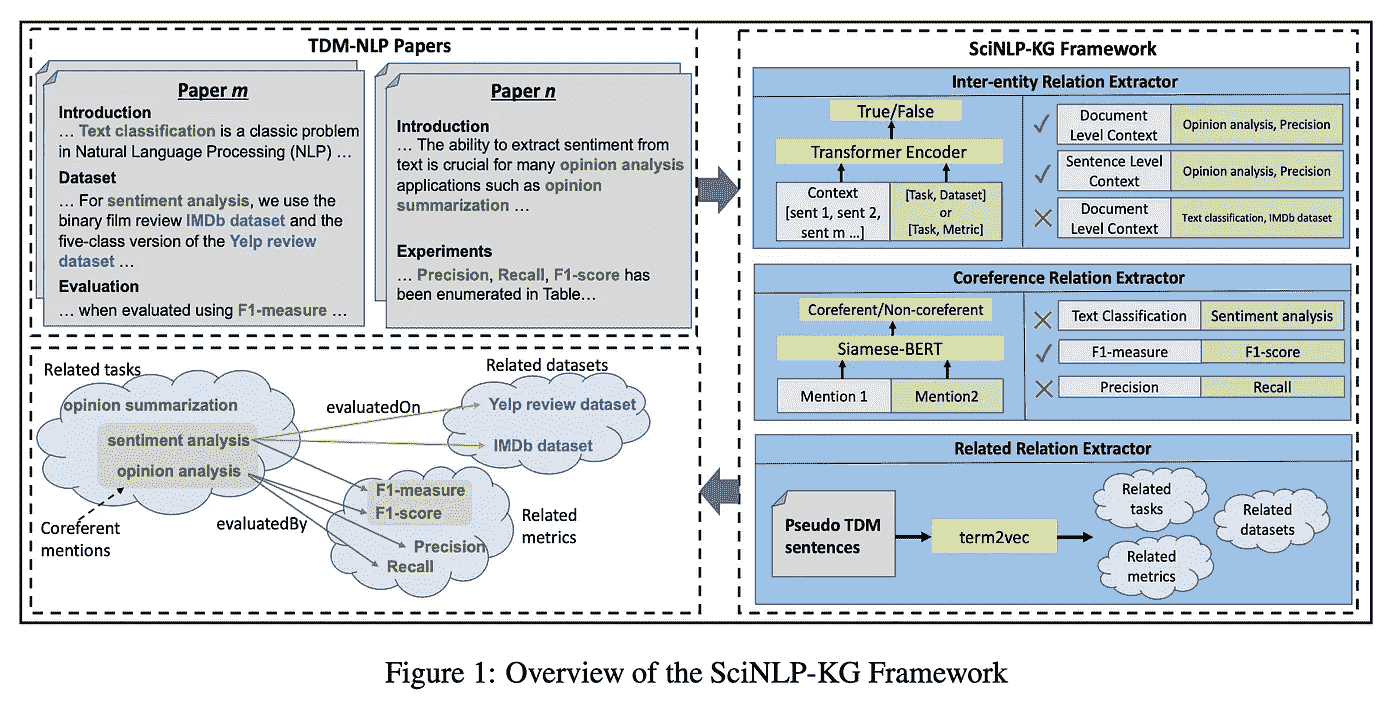 TDM-NLP Papers
Paper m
Introduction
... Text classification is a classic problem
in Natural Language Processing (NLP) ...
Dataset
... For sentiment analysis, we use the
binary film review IMDb dataset and the
five-class version of the Yelp review
dataset ...
Evaluation
... when evaluated using F1-measure ...
Paper n
Introduction
... The ability to extract sentiment from
text is crucial for many opinion analysis
applications such as opinion
summarization ...
Experiments
... Precision, Recall, F1-score has
been enumerated in Table...
SciNLP-KG Framework
Inter-entity Relation Extractor
True/False
Transformer Encoder
Context
[sent 1, sent 2,
sent m ...]
[Task, Dataset]
or
[Task, Metric]
✓
Document
Level Context
Opinion analysis, Precision
✓
Sentence Level
Context
Opinion analysis, Precision
✕
Document
Level Context
Text classification, IMDb dataset
Coreference Relation Extractor
Coreferent/Non-coreferent
Siamese-BERT
Mention 1
Mention2
✕
Text Classification
Sentiment analysis
✓
F1-measure
F1-score
✕
Precision
Recall
Related Relation Extractor
Pseudo TDM
sentences
term2vec
Related
tasks
Related
datasets
Related
metrics
Related tasks
opinion summarization
sentiment analysis
opinion analysis
Coreferent
mentions
evaluatedOn
evaluatedBy
Related datasets
Yelp review dataset
IMDb dataset
F1-measure
F1-score
Precision
Recall
Related
metrics
Figure 1: Overview of the SciNLP-KG Framework